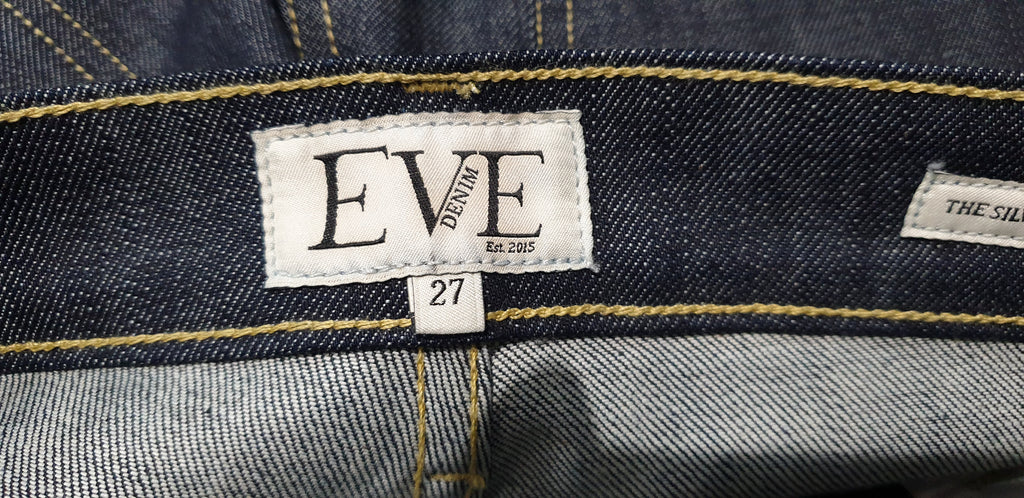 EVE
DENIM
Est. 2015
27
THE SIL